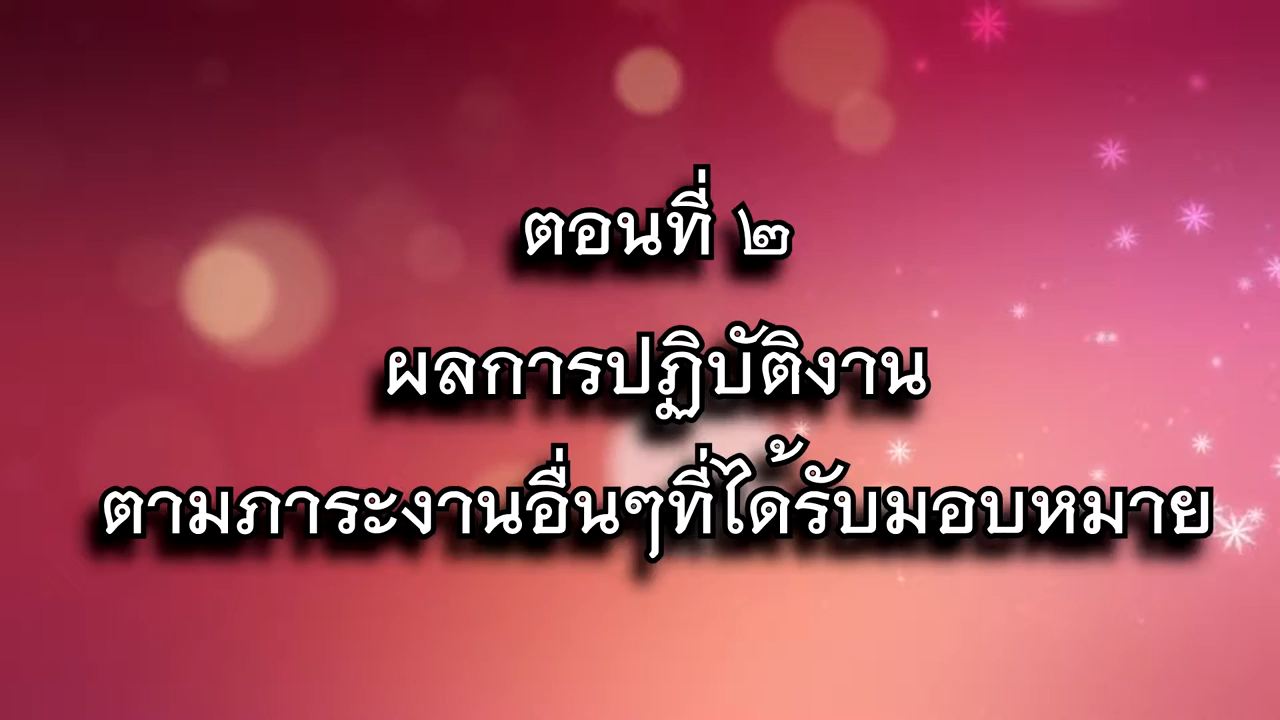 ตอนที่ ๒
ผลการปฏิบัติงาน
ตามภาระงานอื่นๆที่ได้รับมอบหมาย